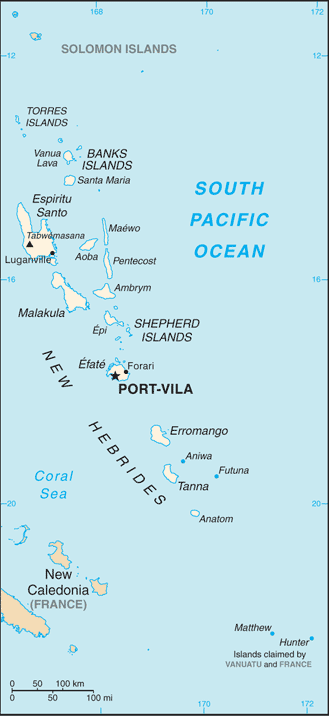 168
170
172
SOLOMON ISLANDS
12
12
TORRES
ISLANDS
Vanua
Lava
BANKS
ISLANDS
Santa Maria
Espiritu
Santo
SOUTH
PACIFIC
OCEAN
Tabwémasana
Maéwo
Luganville
Aoba
Pentecost
16
16
Ambrym
Malakula
Épi
SHEPHERD
ISLANDS
Éfaté
Forari
PORT-VILA
NEW
HEBRIDES
Erromango
Aniwa
Futuna
Tanna
Coral
Sea
20
20
Anatom
New
Caledonia
(FRANCE)
Matthew
Hunter
Islands claimed by
VANUATU and FRANCE
0 50 100 km
0 50 100 mi
168
170
172